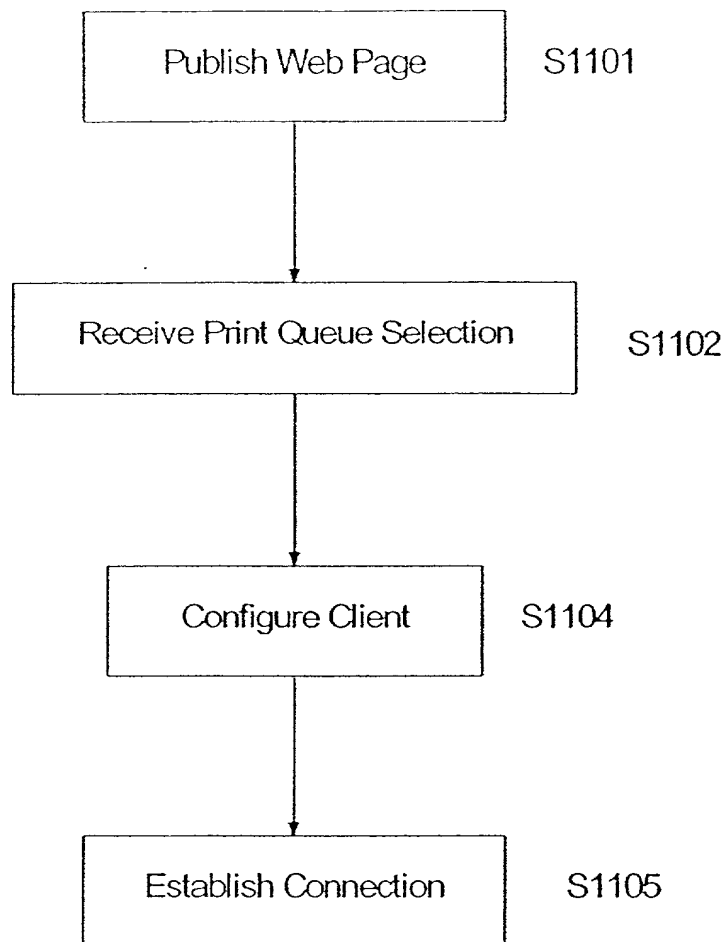 Publish Web Page S1101
Receive Print Queue Selection S1102
Configure Client S1104
Establish Connection S1105